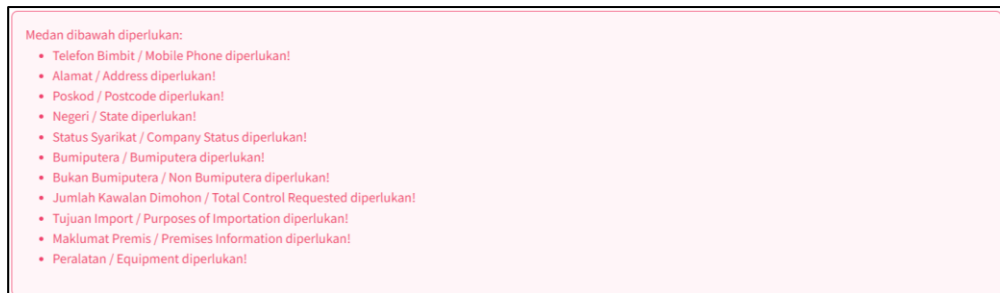 Medan dibawah diperlukan:
• Telefon Bimbit / Mobile Phone diperlukan!
• Alamat / Address diperlukan!
• Poskod / Postcode diperlukan!
• Negeri / State diperlukan!
• Status Syarikat / Company Status diperlukan!
• Bumiputera / Bumiputera diperlukan!
• Bukan Bumiputera / Non Bumiputera diperlukan!
• Jumlah Kawalan Dimohon / Total Control Requested diperlukan!
• Tujuan Import / Purposes of Importation diperlukan!
• Maklumat Premis / Premises Information diperlukan!
• Peralatan / Equipment diperlukan!